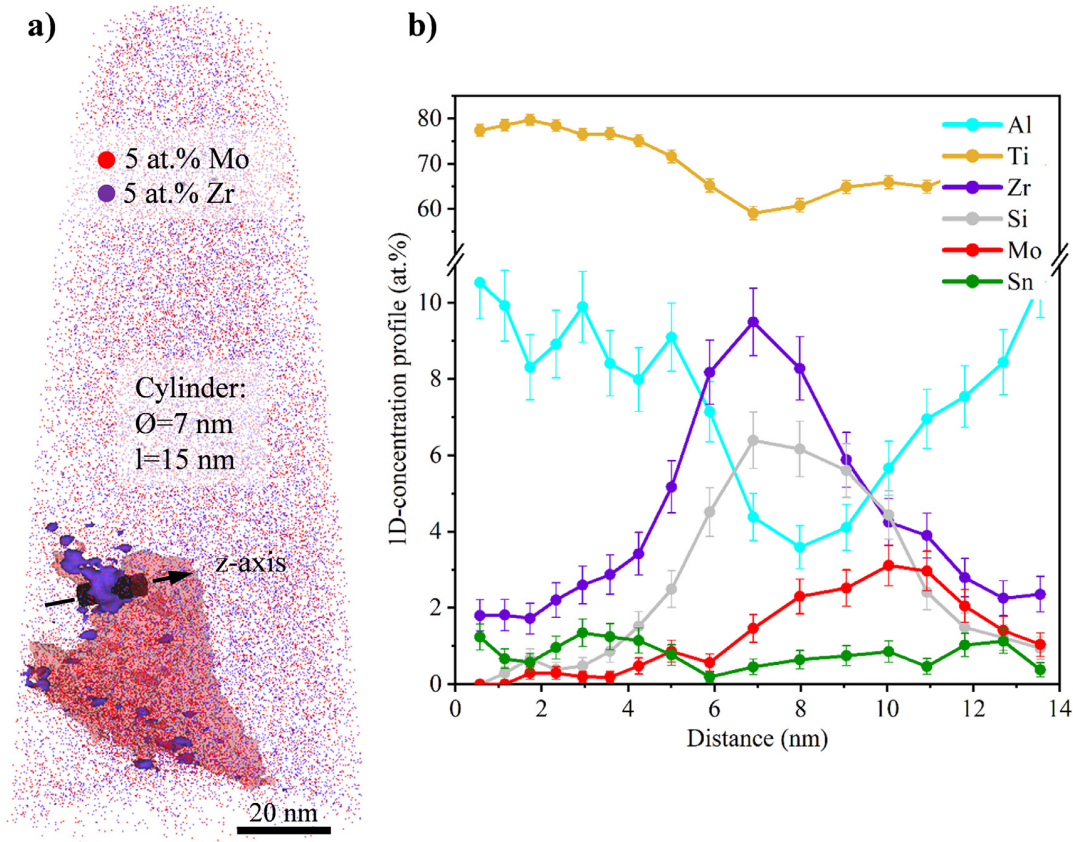 a)
5 at.% Mo
5 at.% Zr
Cylinder:
Ø=7 nm
l=15 nm
z-axis
20 nm
b)
1D-concentration profile (at.%)
80
70
60
10
8
6
4
2
0
0 2 4 6 8 10 12 14
Distance (nm)
Al
Ti
Zr
Si
Mo
Sn